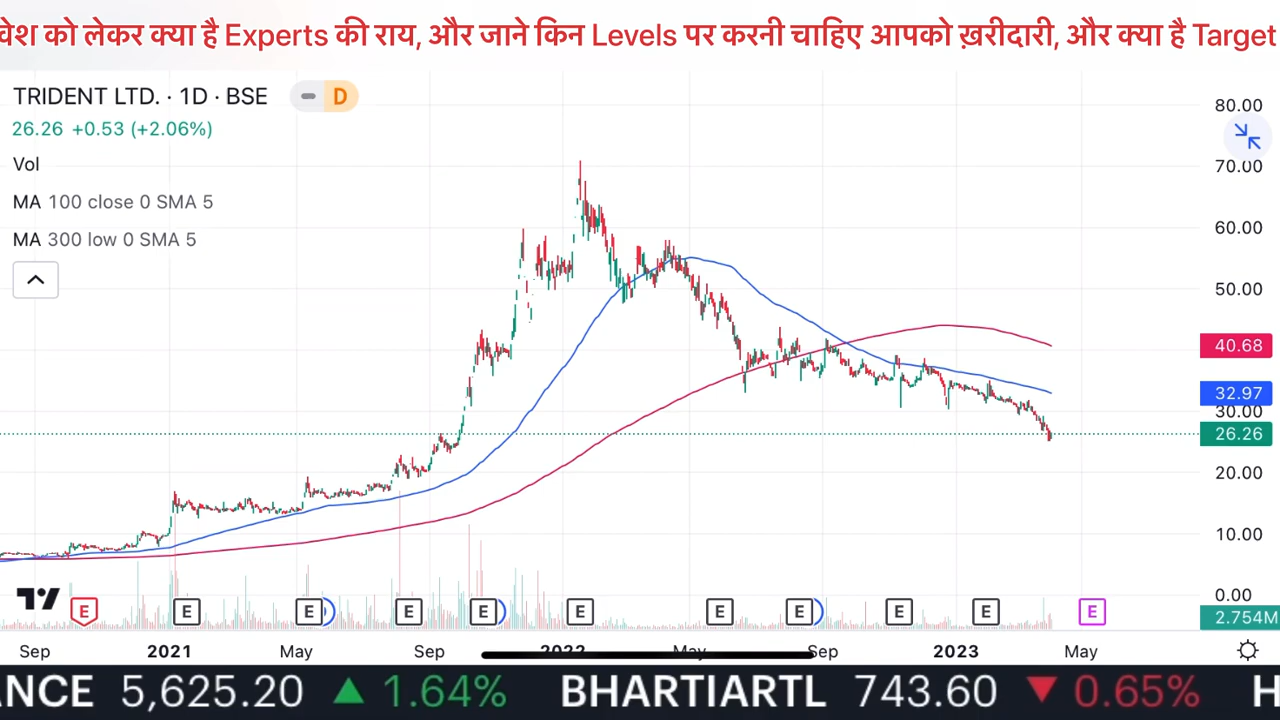 वेश को लेकर क्या है Experts की राय, और जाने किन Levels पर करनी चाहिए आपको ख़रीदारी, और क्या है Target
TRIDENT LTD. · 1D · BSE D
26.26 +0.53 (+2.06%)
Vol
MA 100 close 0 SMA 5
MA 300 low 0 SMA 5
80.00
70.00
60.00
50.00
40.68
32.97
30.00
26.26
20.00
10.00
0.00
2.754M
E E E E E E E E E E E
Sep 2021 May Sep 2022 May Sep 2023 May
NCE 5,625.20 ▲ 1.64% BHARTIARTL 743.60 ▼ 0.65% H